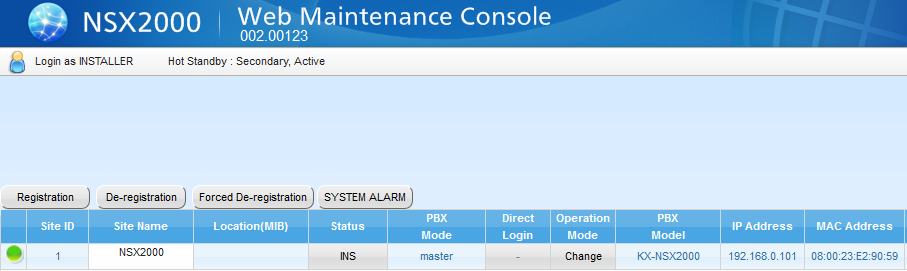 NSX2000 Web Maintenance Console
002.00123
Login as INSTALLER Hot Standby : Secondary, Active
Registration De-registration Forced De-registration SYSTEM ALARM
Site ID Site Name Location(MIB) Status PBX Mode Direct Login Operation Mode PBX Model IP Address MAC Address
1 NSX2000 INS master - Change KX-NSX2000 192.168.0.101 08:00:23:E2:90:59